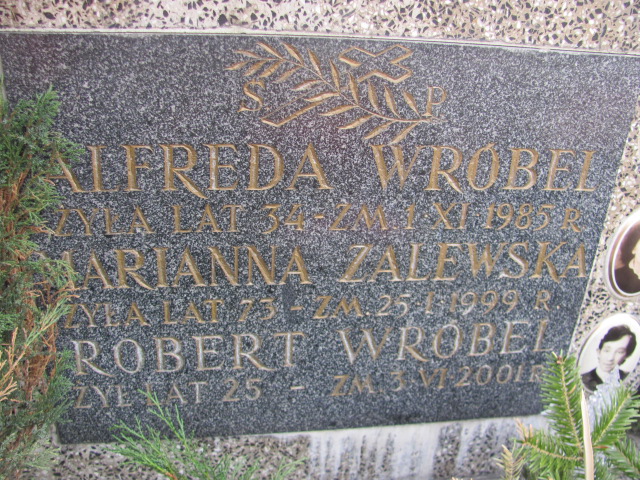 S P
ALFREDA WRÓBEL
ŻYŁA LAT 34 - ZM. 1 XI 1985 R
MARIANNA ZALEWSKA
ŻYŁA LAT 73 - ZM. 25 I 1999 R
ROBERT WRÓBEL
ŻYŁ LAT 25 - ZM. 3 VI 2001 R